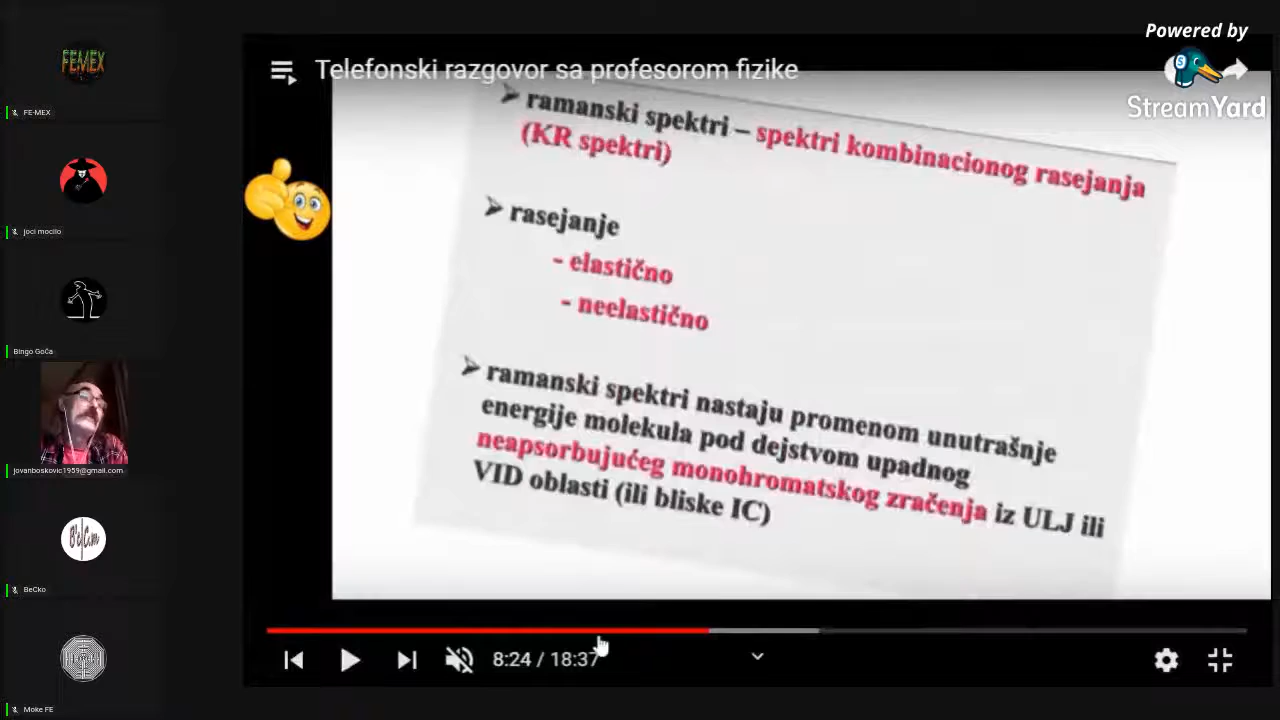 Powered by
StreamYard
Telefonski razgovor sa profesorom fizike
FEMEX
FE-MEX
joci mocilo
Bingo Goča
jovanboskovic1959@gmail.com
BeCko
Moke FE
ramanski spektri – spektri kombinacionog rasejanja
(KR spektri)
rasejanje
- elastično
- neelastično
ramanski spektri nastaju promenom unutrašnje
energije molekula pod dejstvom upadnog
neapsorbujućeg monohromatskog zračenja iz ULJ ili
VID oblasti (ili bliske IC)
8:24 / 18:37